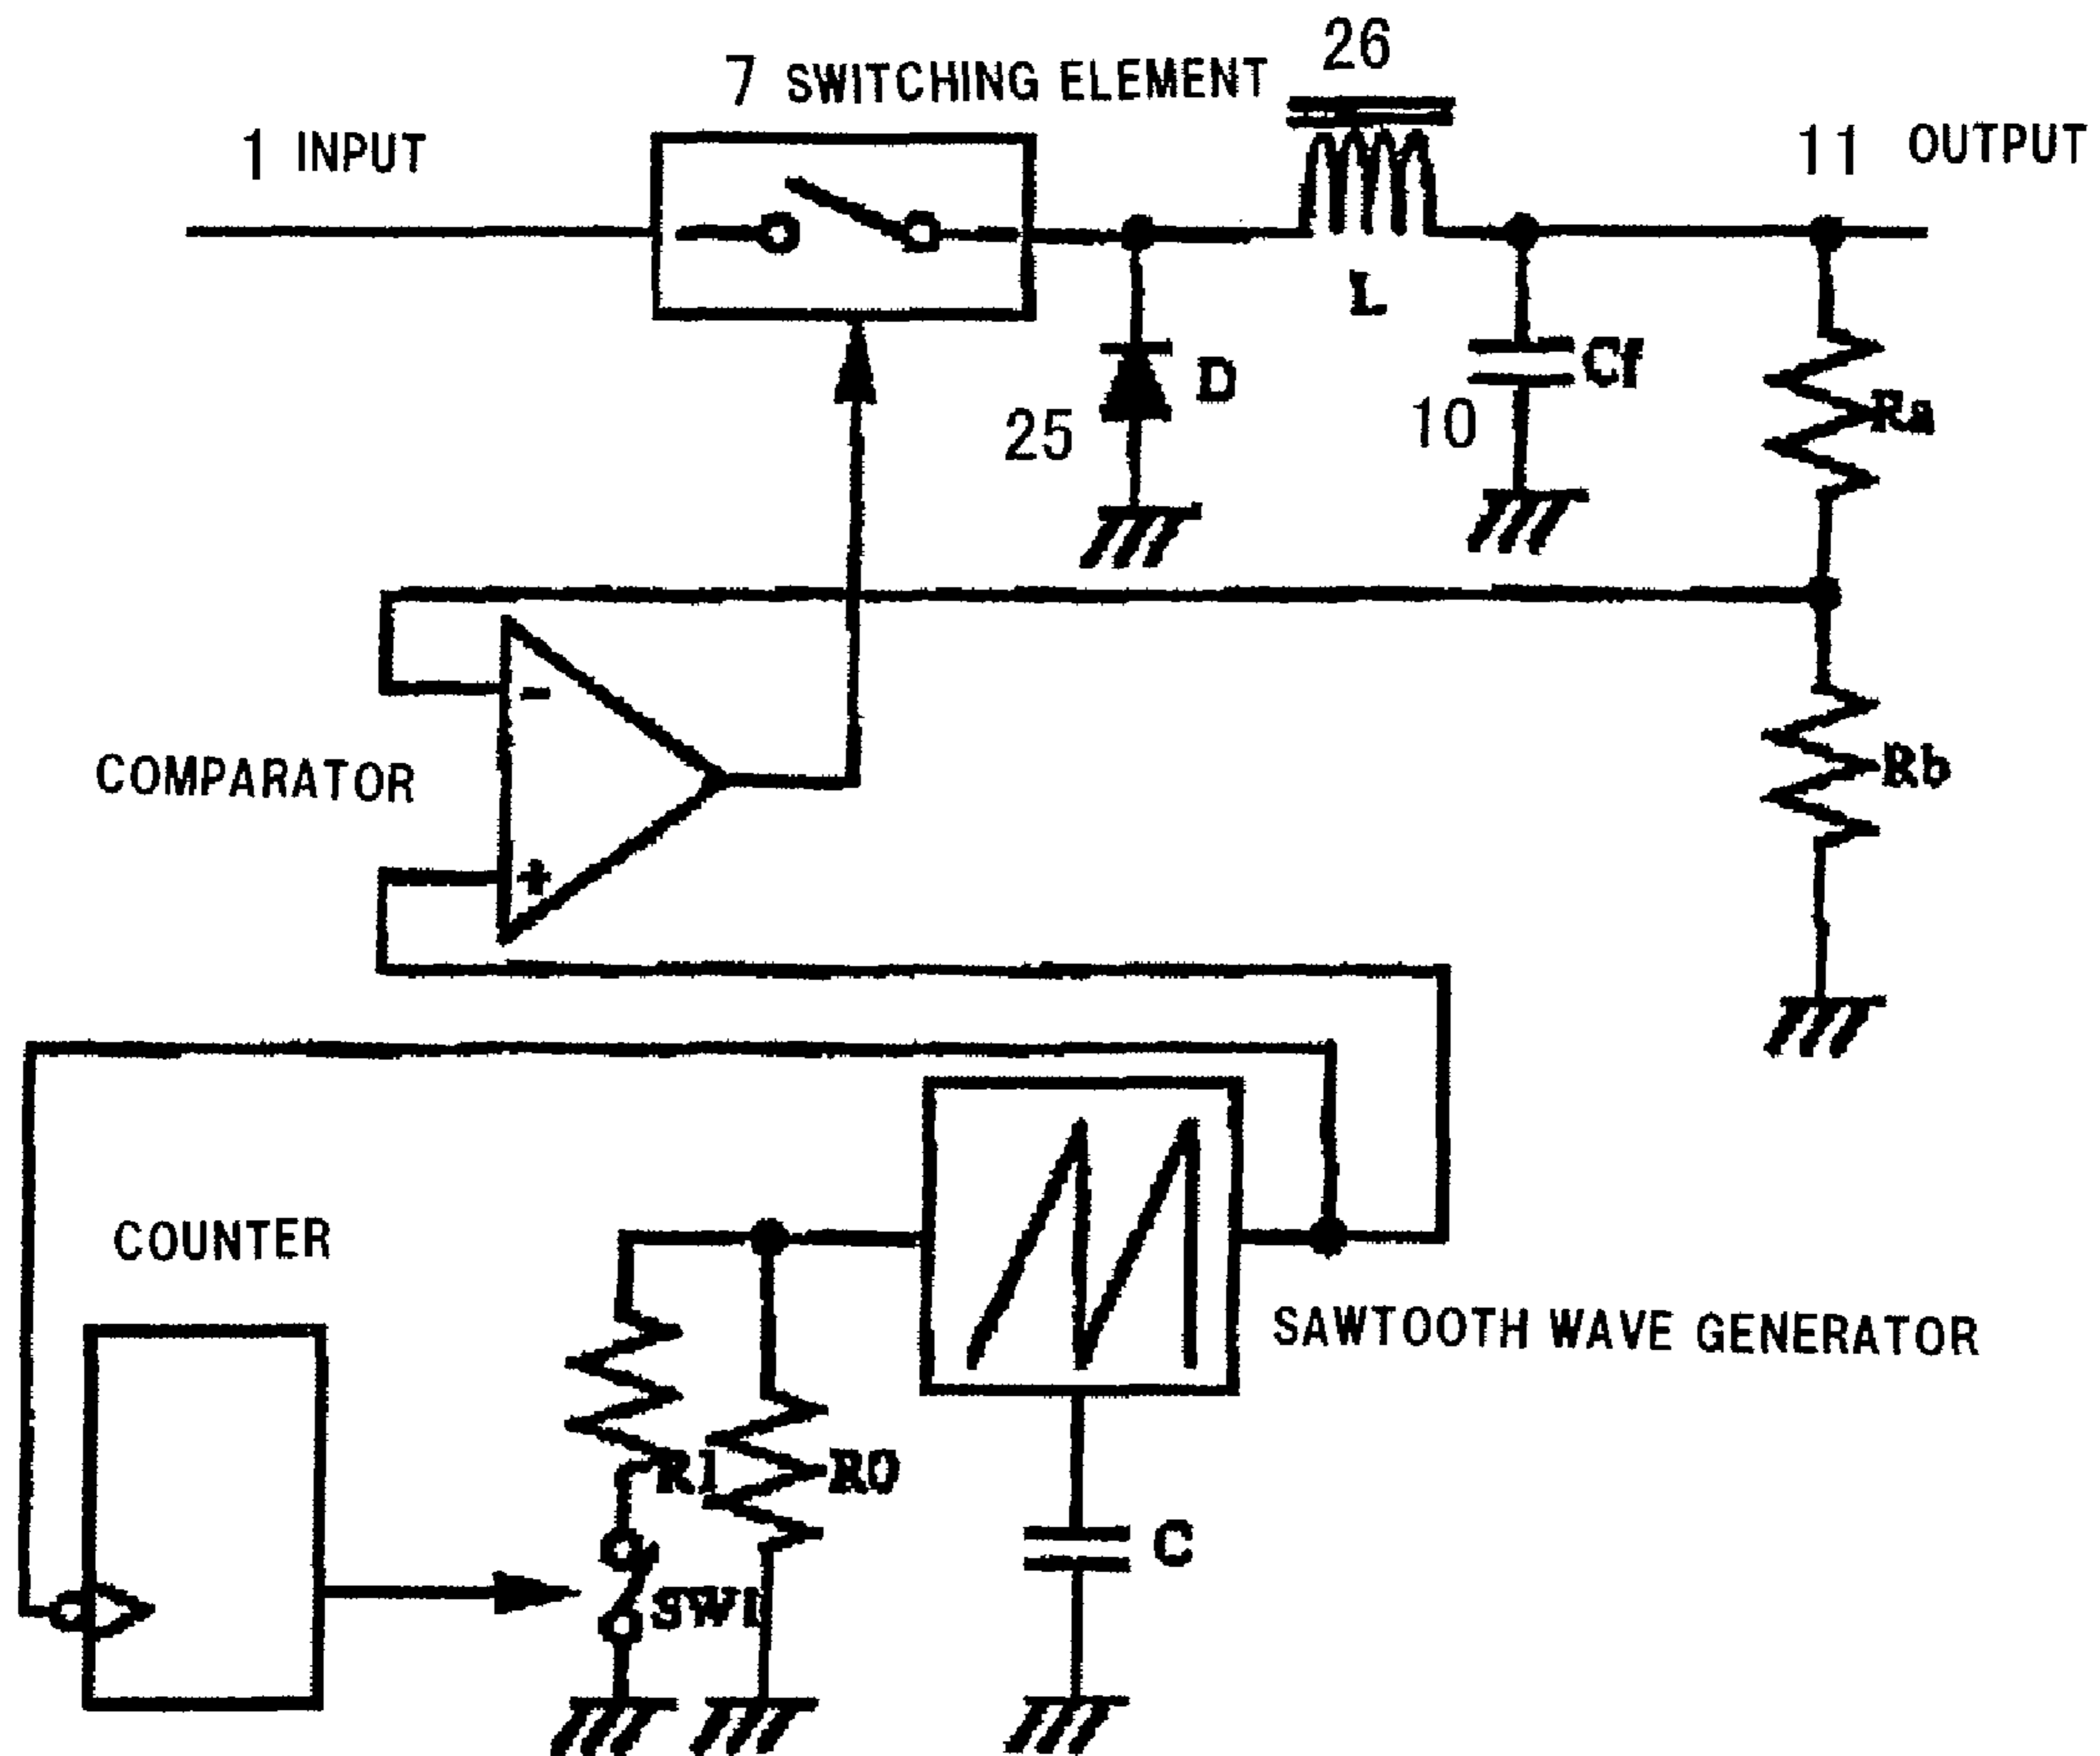 26
7 SWITCHING ELEMENT
1 INPUT
11 OUTPUT
L
D
Cf
25
10
Ra
-
COMPARATOR
Rb
+
COUNTER
SAWTOOTH WAVE GENERATOR
R1
R0
C
SW1